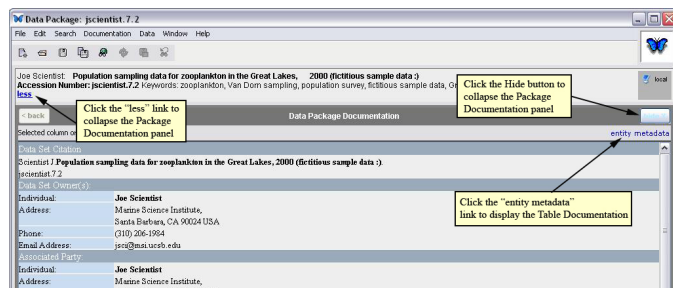 Data Package: jscientist.7.2
File Edit Search Documentation Data Window Help
Joe Scientist: Population sampling data for zooplankton in the Great Lakes, 2000 (fictitious sample data :)
Accession Number: jscientist.7.2 Keywords: zooplankton, Van Dorn sampling, population survey, fictitious sample data, Gr
less
local
Click the "less" link to
collapse the Package
Documentation panel
Click the Hide button to
collapse the Package
Documentation panel
< back
Data Package Documentation
Selected column or
entity metadata
Data Set Citation
Scientist J. Population sampling data for zooplankton in the Great Lakes, 2000 (fictitious sample data :).
jscientist.7.2
Data Set Owner(s):
Individual: Joe Scientist
Address: Marine Science Institute,
Santa Barbara, CA 90024 USA
Phone: (310) 206-1984
Email Address: jsci@msi.ucsb.edu
Click the "entity metadata"
link to display the Table Documentation
Associated Party:
Individual: Joe Scientist
Address: Marine Science Institute,